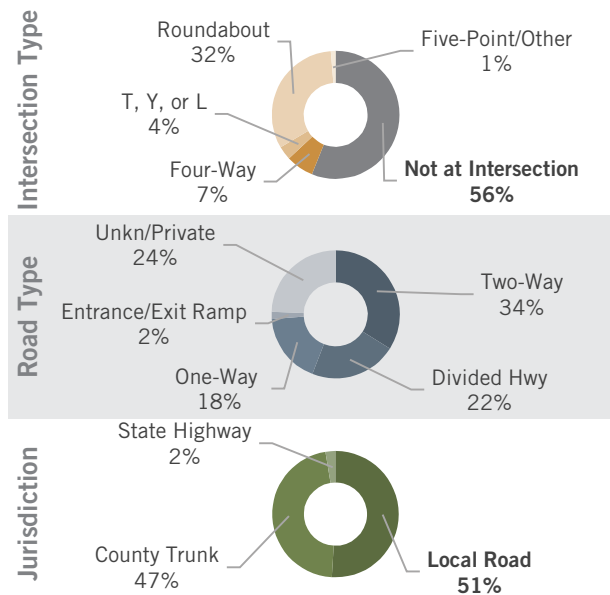 Intersection Type
Roundabout
32%
Five-Point/Other
1%
T, Y, or L
4%
Four-Way
7%
Not at Intersection
56%
Road Type
Unkn/Private
24%
Two-Way
34%
Entrance/Exit Ramp
2%
One-Way
18%
Divided Hwy
22%
Jurisdiction
State Highway
2%
County Trunk
47%
Local Road
51%